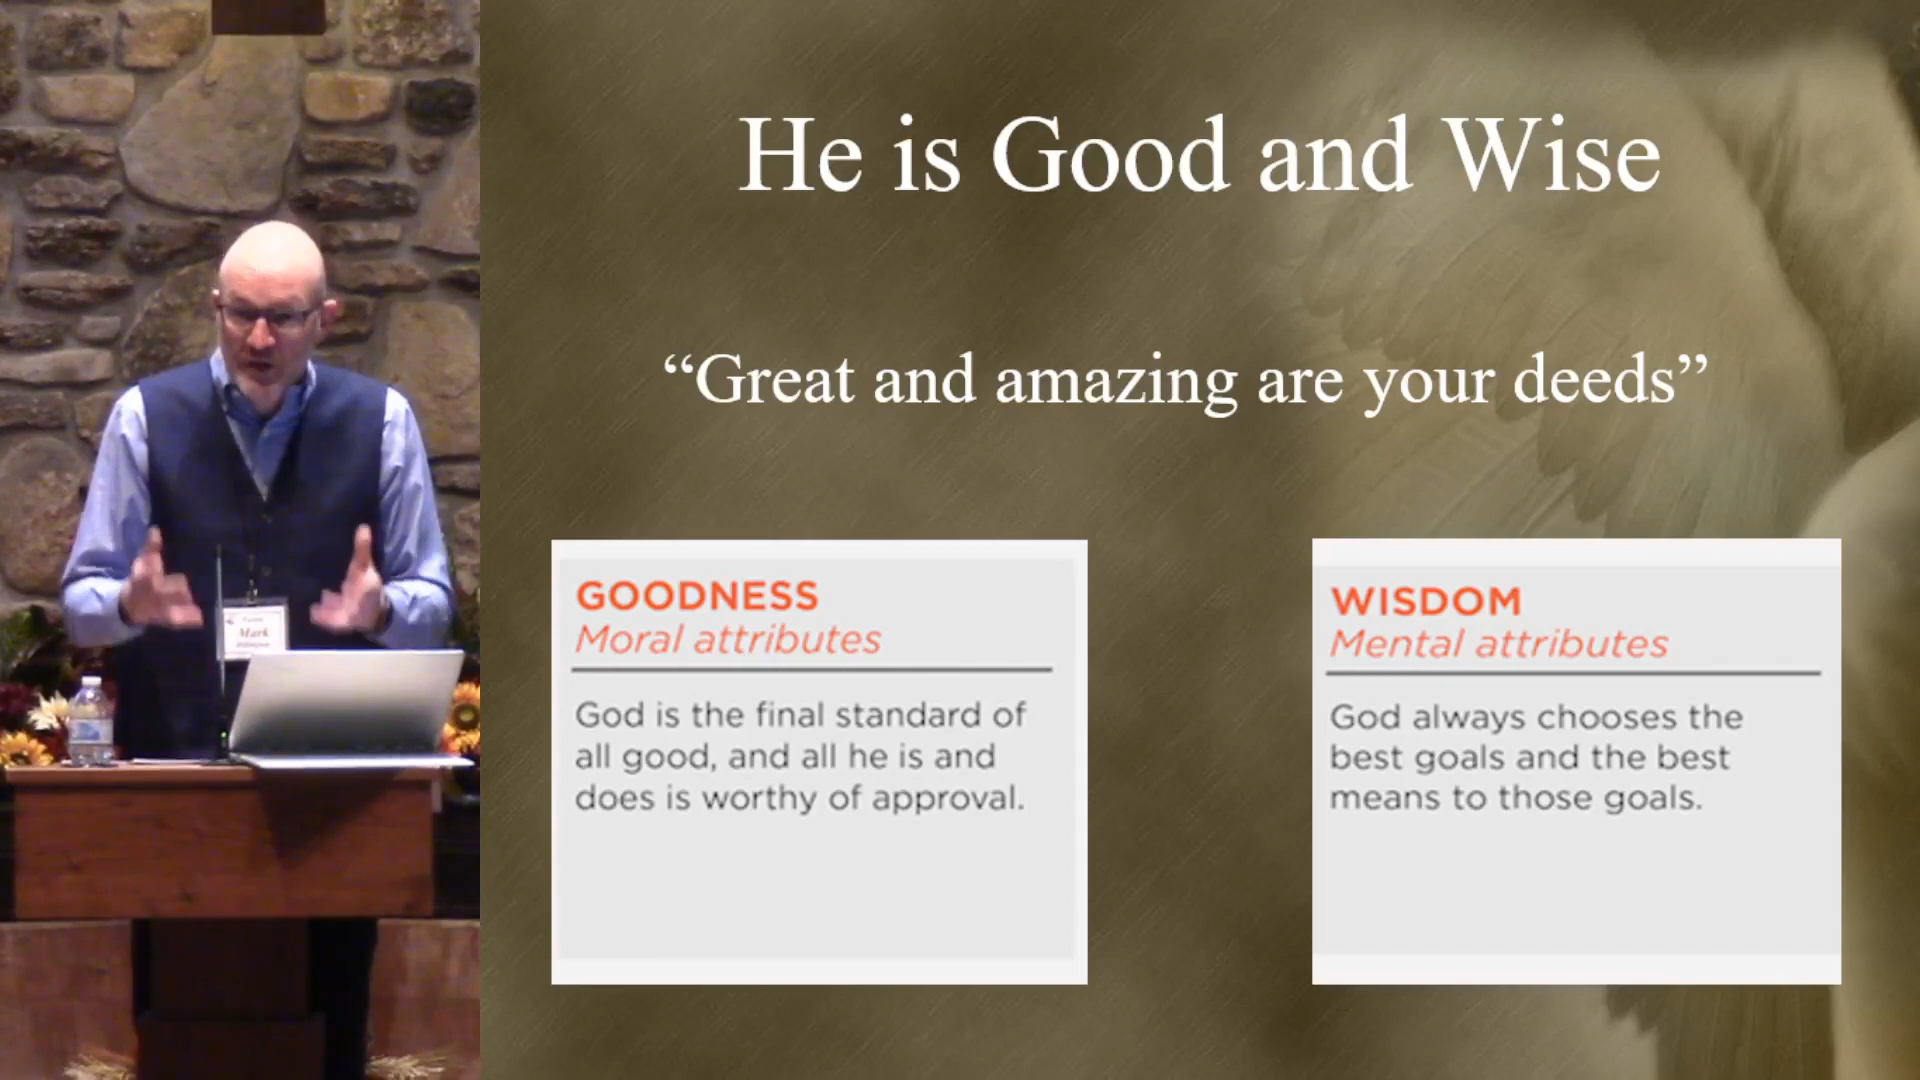 He is Good and Wise
“Great and amazing are your deeds”
GOODNESS
Moral attributes
God is the final standard of
all good, and all he is and
does is worthy of approval.
WISDOM
Mental attributes
God always chooses the
best goals and the best
means to those goals.
Mark